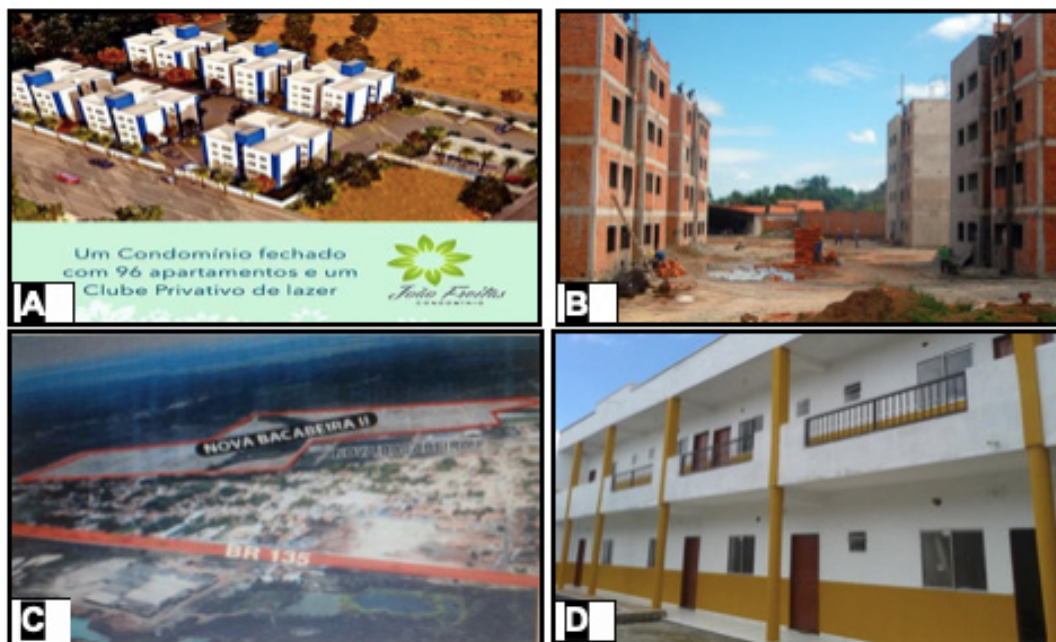 Um Condomínio fechado
com 96 apartamentos e um
Clube Privativo de lazer
João Freitas
CONDOMÍNIO
A
B
NOVA BACABEIRA II
BR 135
C
D